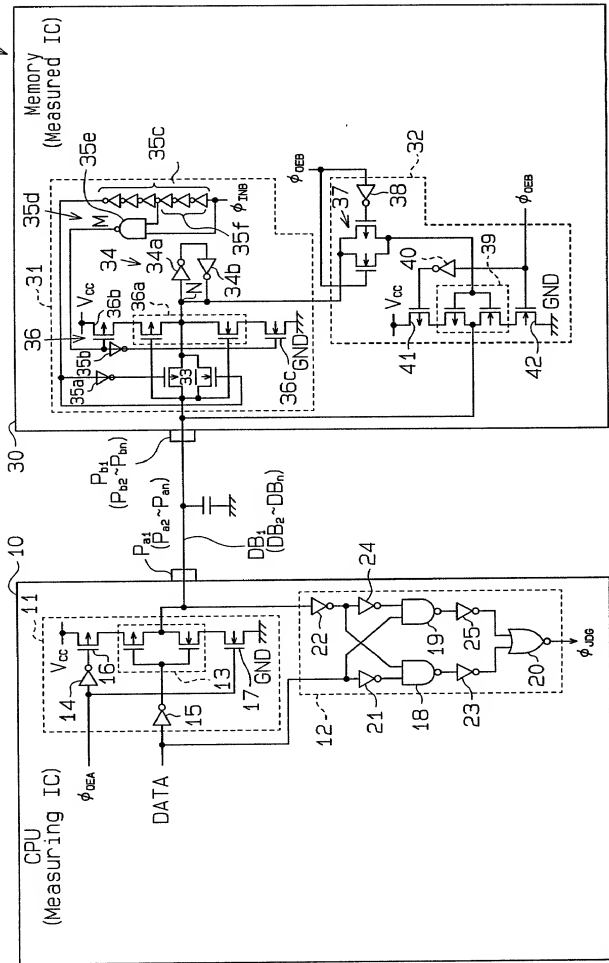 10
CPU
(Measuring IC)
11
VCC
14
16
ϕOEA
15
DATA
13
17
GND
12
22
24
21
18
19
23
25
20
ϕJDG
Pa1
(Pa2~Pan)
DB1
(DB2~DBn)
Pb1
(Pb2~Pbn)
30
Memory
(Measured IC)
31
36
VCC
36b
35b
35a
36a
33
36c
GND
N
34
34a
34b
35d
M
35e
35c
35f
ϕINB
ϕOEB
32
37
38
39
VCC
40
41
42
GND
ϕOEB